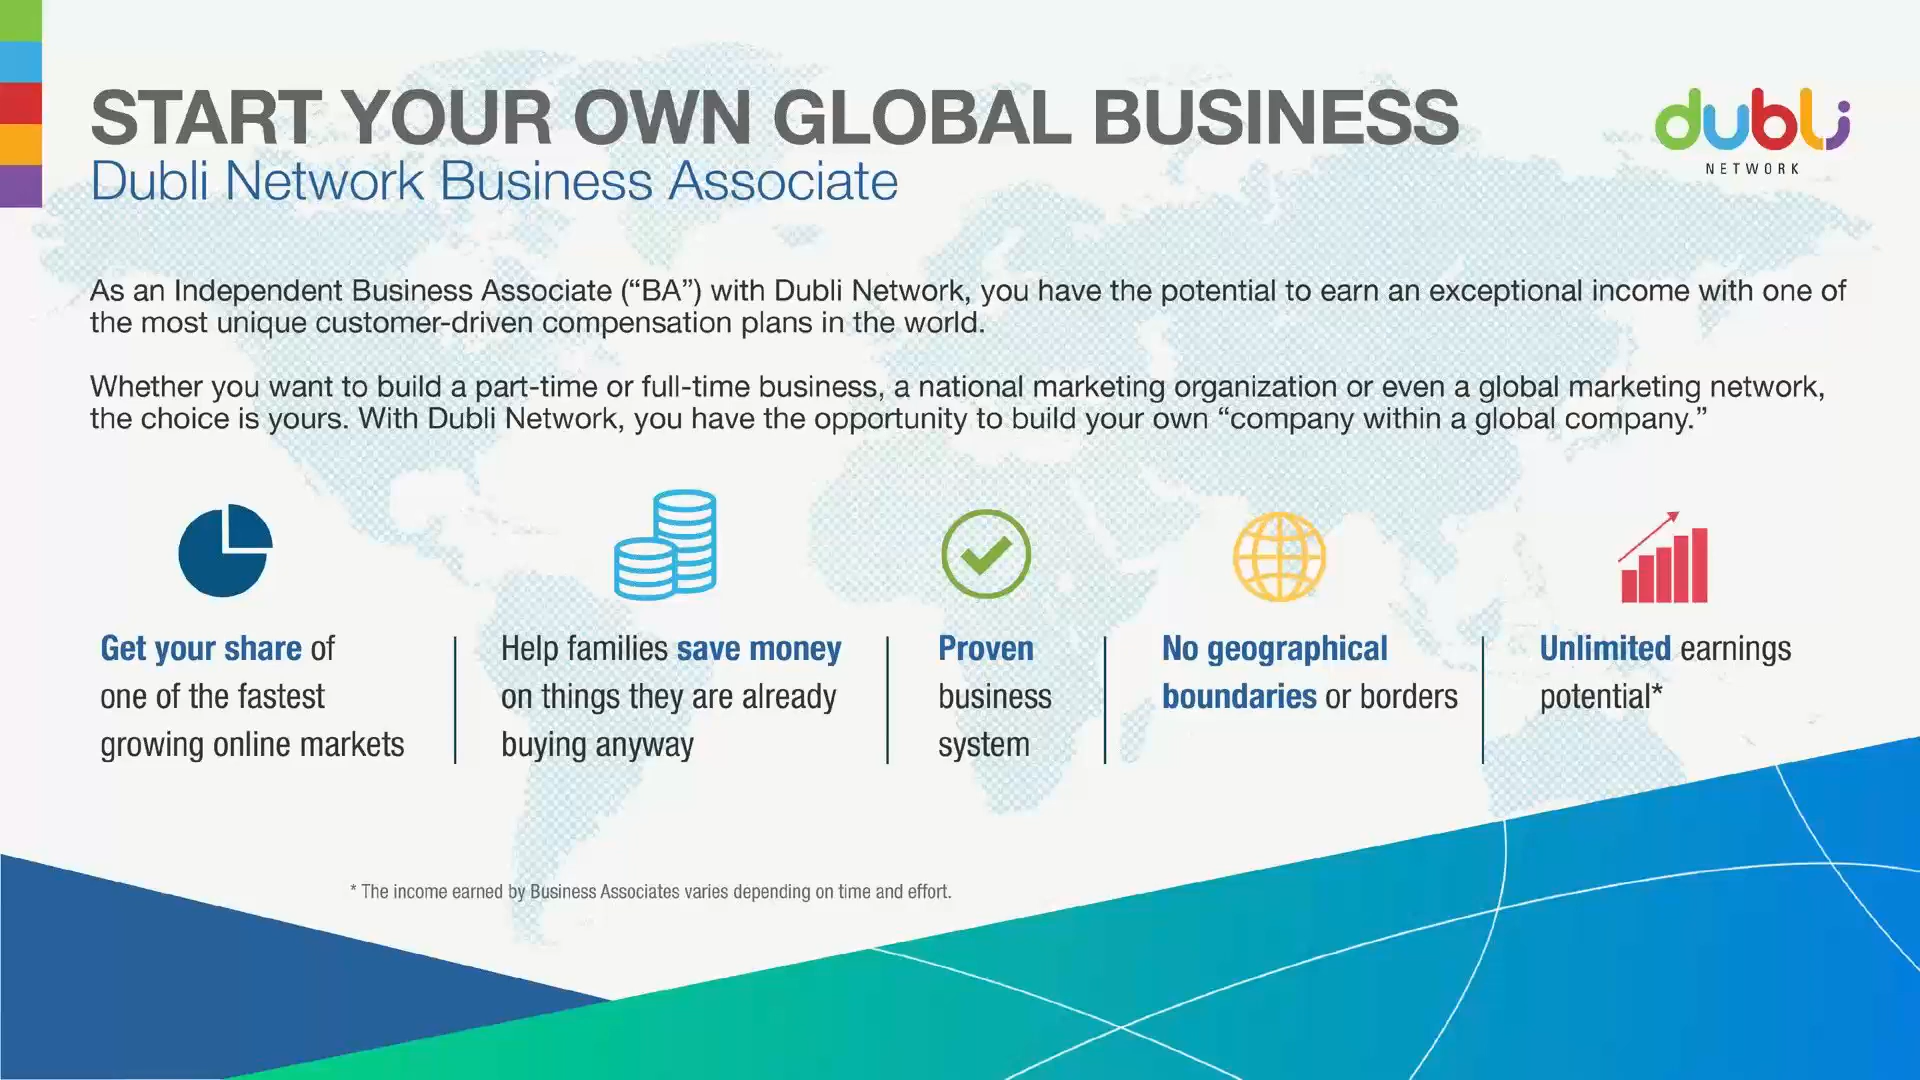 START YOUR OWN GLOBAL BUSINESS
Dubli Network Business Associate
dubli
NETWORK
As an Independent Business Associate (“BA”) with Dubli Network, you have the potential to earn an exceptional income with one of
the most unique customer-driven compensation plans in the world.
Whether you want to build a part-time or full-time business, a national marketing organization or even a global marketing network,
the choice is yours. With Dubli Network, you have the opportunity to build your own “company within a global company.”
Get your share of
one of the fastest
growing online markets
Help families save money
on things they are already
buying anyway
Proven
business
system
No geographical
boundaries or borders
Unlimited earnings
potential*
* The income earned by Business Associates varies depending on time and effort.